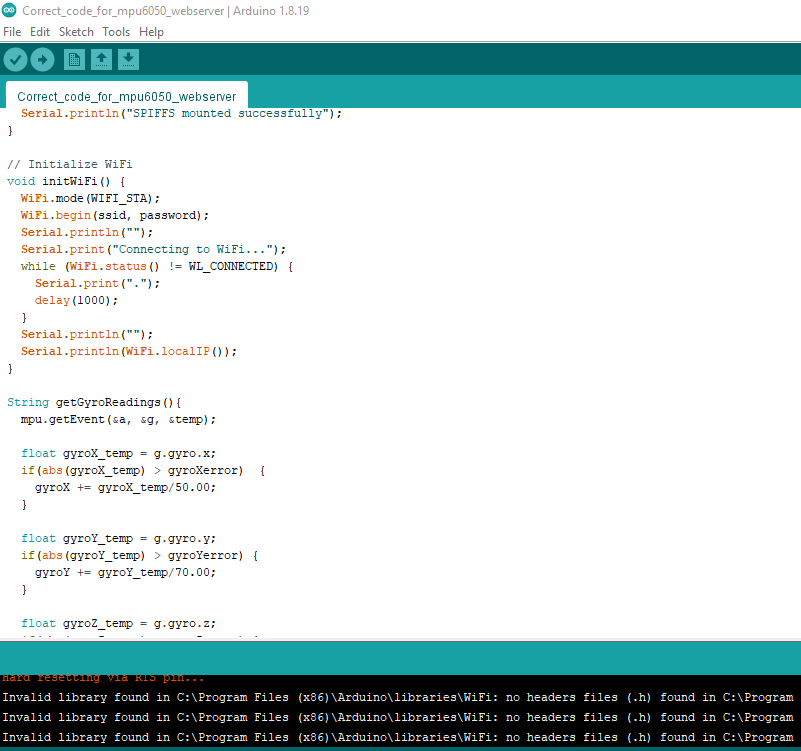 Correct_code_for_mpu6050_webserver | Arduino 1.8.19
File Edit Sketch Tools Help
Correct_code_for_mpu6050_webserver
  Serial.println("SPIFFS mounted successfully");
}

// Initialize WiFi
void initWiFi() {
  WiFi.mode(WIFI_STA);
  WiFi.begin(ssid, password);
  Serial.println("");
  Serial.print("Connecting to WiFi...");
  while (WiFi.status() != WL_CONNECTED) {
    Serial.print(".");
    delay(1000);
  }
  Serial.println("");
  Serial.println(WiFi.localIP());
}

String getGyroReadings(){
  mpu.getEvent(&a, &g, &temp);

  float gyroX_temp = g.gyro.x;
  if(abs(gyroX_temp) > gyroXerror)  {
    gyroX += gyroX_temp/50.00;
  }

  float gyroY_temp = g.gyro.y;
  if(abs(gyroY_temp) > gyroYerror) {
    gyroY += gyroY_temp/70.00;
  }

  float gyroZ_temp = g.gyro.z;
Hard resetting via RTS pin...
Invalid library found in C:\Program Files (x86)\Arduino\libraries\WiFi: no headers files (.h) found in C:\Program
Invalid library found in C:\Program Files (x86)\Arduino\libraries\WiFi: no headers files (.h) found in C:\Program
Invalid library found in C:\Program Files (x86)\Arduino\libraries\WiFi: no headers files (.h) found in C:\Program